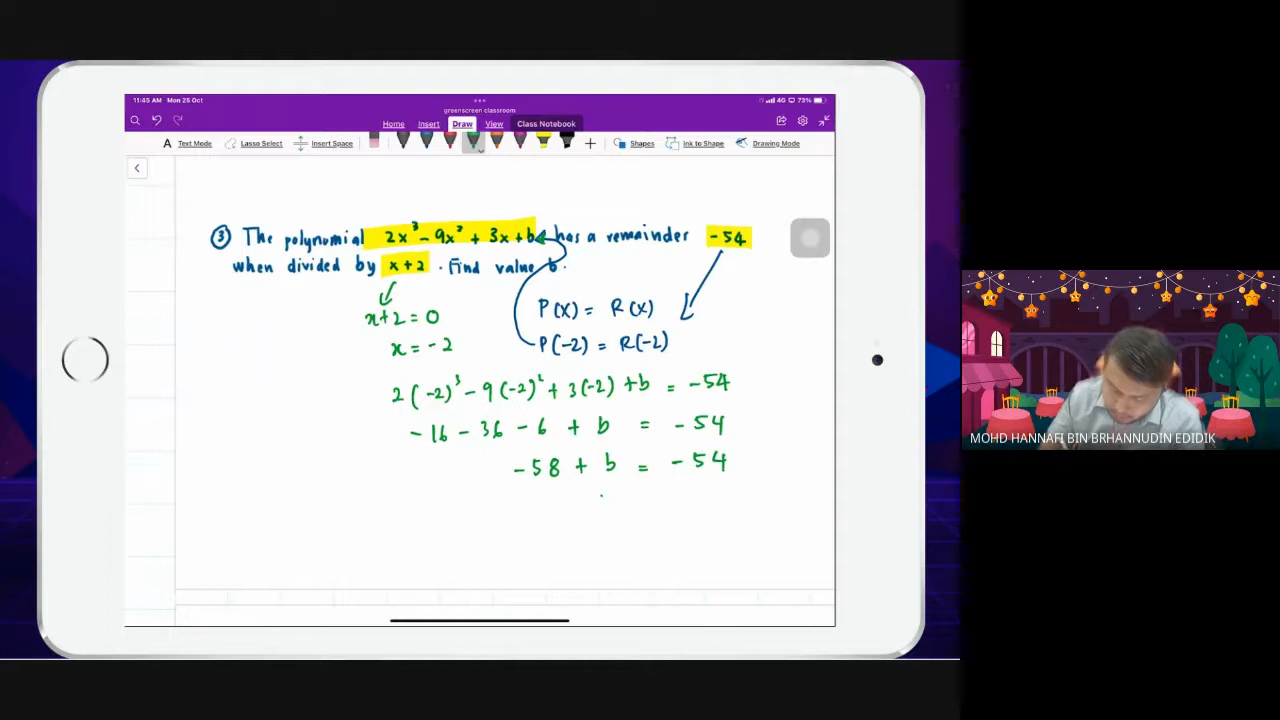 11:45 AM Mon 25 Oct
4G 73%
greenscreen classroom
Home Insert Draw View Class Notebook
A Text Mode Lasso Select Insert Space Shapes Ink to Shape Drawing Mode
③ The polynomial 2x³ - 9x² + 3x + b has a remainder -54
when divided by x + 2 . Find value b.
x + 2 = 0
x = -2
P(x) = R(x)
P(-2) = R(-2)
2(-2)³ - 9(-2)² + 3(-2) + b = -54
-16 - 36 - 6 + b = -54
-58 + b = -54
MOHD HANNAFI BIN BRHANNUDIN EDIDIK